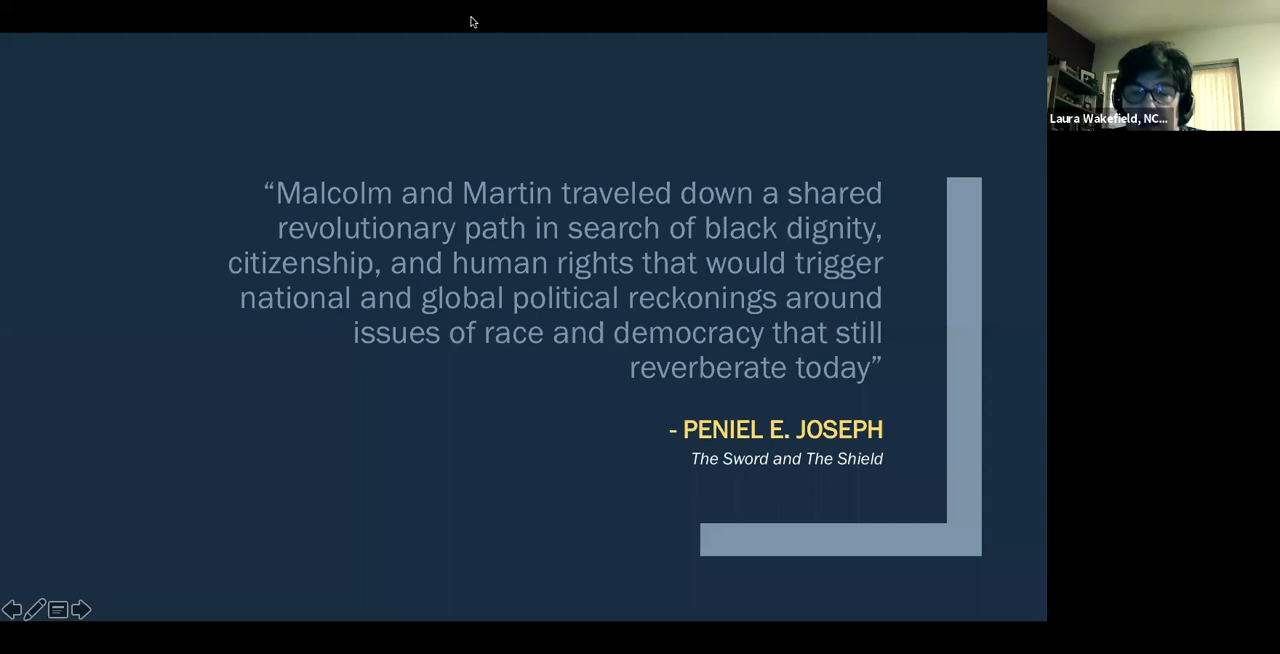 “Malcolm and Martin traveled down a shared
revolutionary path in search of black dignity,
citizenship, and human rights that would trigger
national and global political reckonings around
issues of race and democracy that still
reverberate today”
- PENIEL E. JOSEPH
The Sword and The Shield
Laura Wakefield, NC...